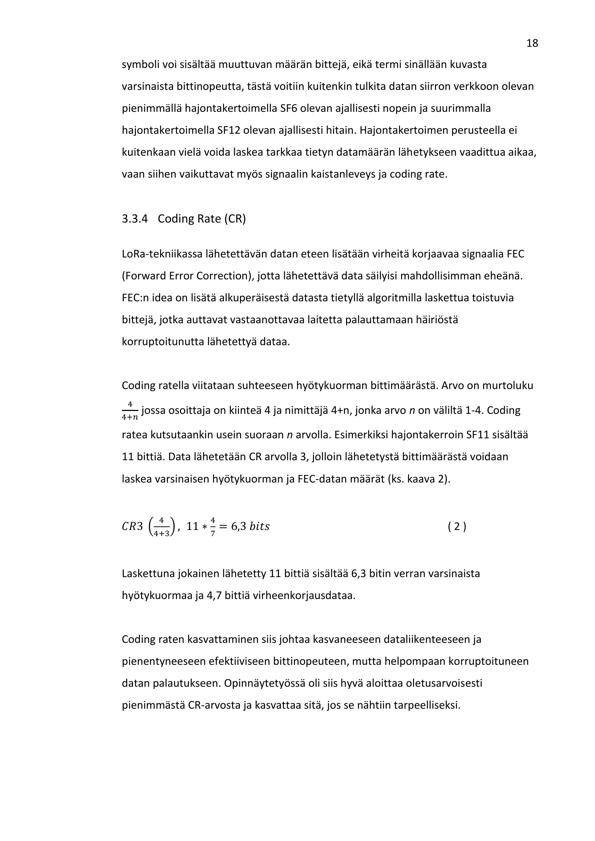 18
symboli voi sisältää muuttuvan määrän bittejä, eikä termi sinällään kuvasta
varsinaista bittinopeutta, tästä voitiin kuitenkin tulkita datan siirron verkkoon olevan
pienimmällä hajontakertoimella SF6 olevan ajallisesti nopein ja suurimmalla
hajontakertoimella SF12 olevan ajallisesti hitain. Hajontakertoimen perusteella ei
kuitenkaan vielä voida laskea tarkkaa tietyn datamäärän lähetykseen vaadittua aikaa,
vaan siihen vaikuttavat myös signaalin kaistanleveys ja coding rate.
3.3.4 Coding Rate (CR)
LoRa-tekniikassa lähetettävän datan eteen lisätään virheitä korjaavaa signaalia FEC
(Forward Error Correction), jotta lähetettävä data säilyisi mahdollisimman eheänä.
FEC:n idea on lisätä alkuperäisestä datasta tietyllä algoritmilla laskettua toistuvia
bittejä, jotka auttavat vastaanottavaa laitetta palauttamaan häiriöstä
korruptoitunutta lähetettyä dataa.
Coding ratella viitataan suhteeseen hyötykuorman bittimäärästä. Arvo on murtoluku
4/(4+n) jossa osoittaja on kiinteä 4 ja nimittäjä 4+n, jonka arvo n on väliltä 1-4. Coding
ratea kutsutaankin usein suoraan n arvolla. Esimerkiksi hajontakerroin SF11 sisältää
11 bittiä. Data lähetetään CR arvolla 3, jolloin lähetetystä bittimäärästä voidaan
laskea varsinaisen hyötykuorman ja FEC-datan määrät (ks. kaava 2).
CR3 (4/(4+3)), 11 * 4/7 = 6,3 bits ( 2 )
Laskettuna jokainen lähetetty 11 bittiä sisältää 6,3 bitin verran varsinaista
hyötykuormaa ja 4,7 bittiä virheenkorjausdataa.
Coding raten kasvattaminen siis johtaa kasvaneeseen dataliikenteeseen ja
pienentyneeseen efektiiviseen bittinopeuteen, mutta helpompaan korruptoituneen
datan palautukseen. Opinnäytetyössä oli siis hyvä aloittaa oletusarvoisesti
pienimmästä CR-arvosta ja kasvattaa sitä, jos se nähtiin tarpeelliseksi.